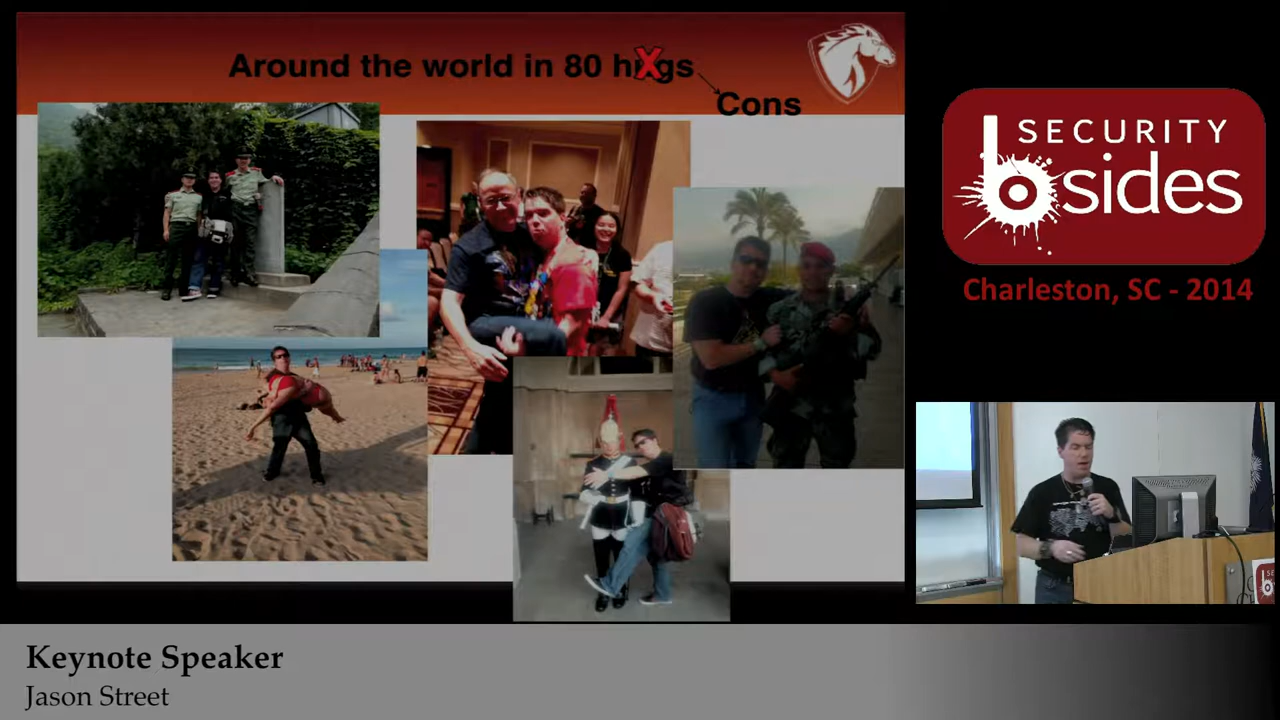 Around the world in 80 hugs
Cons
SECURITY
bsides
Charleston, SC - 2014
Keynote Speaker
Jason Street